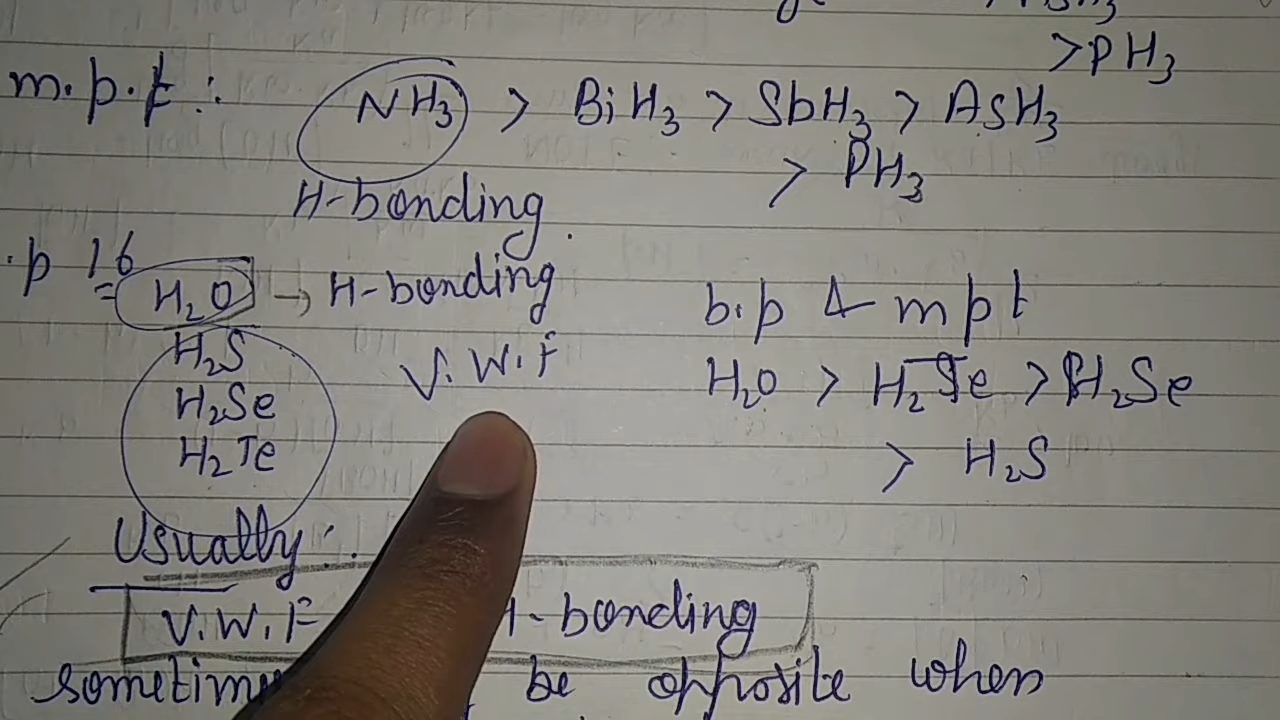 > PH3
m.p.t : NH3 > BiH3 > SbH3 > AsH3
> PH3
H-bonding.
.p 16
H2O → H-bonding
b.p & mpt
H2S
V.W.F
H2O > H2Te > H2Se
H2Se
> H2S
H2Te
Usually :
V.W.F H-bonding
be opposite when